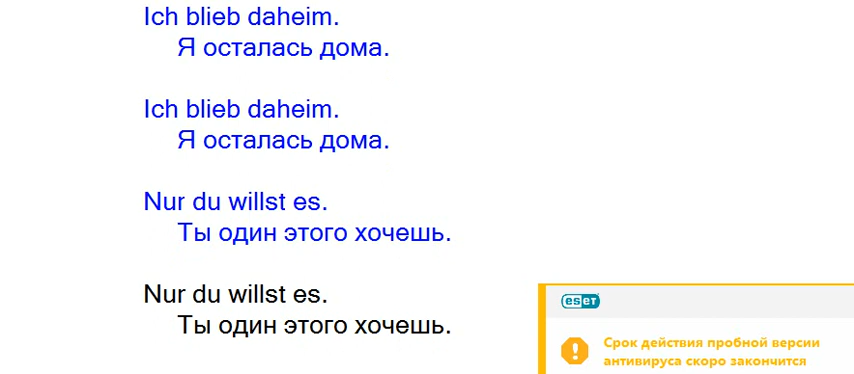 Ich blieb daheim.
Я осталась дома.
Ich blieb daheim.
Я осталась дома.
Nur du willst es.
Ты один этого хочешь.
Nur du willst es.
Ты один этого хочешь.
eseт
Срок действия пробной версии
антивируса скоро закончится